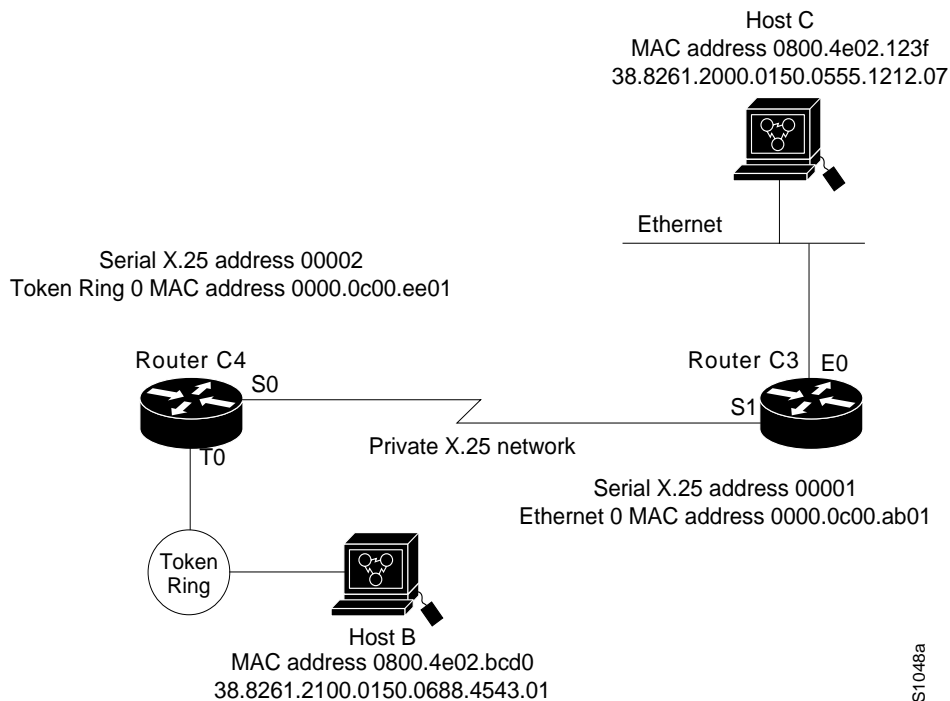 Host C
MAC address 0800.4e02.123f
38.8261.2000.0150.0555.1212.07
Ethernet
Serial X.25 address 00002
Token Ring 0 MAC address 0000.0c00.ee01
Router C4
S0
T0
Router C3
E0
S1
Private X.25 network
Serial X.25 address 00001
Ethernet 0 MAC address 0000.0c00.ab01
Token
Ring
Host B
MAC address 0800.4e02.bcd0
38.8261.2100.0150.0688.4543.01
S1048a